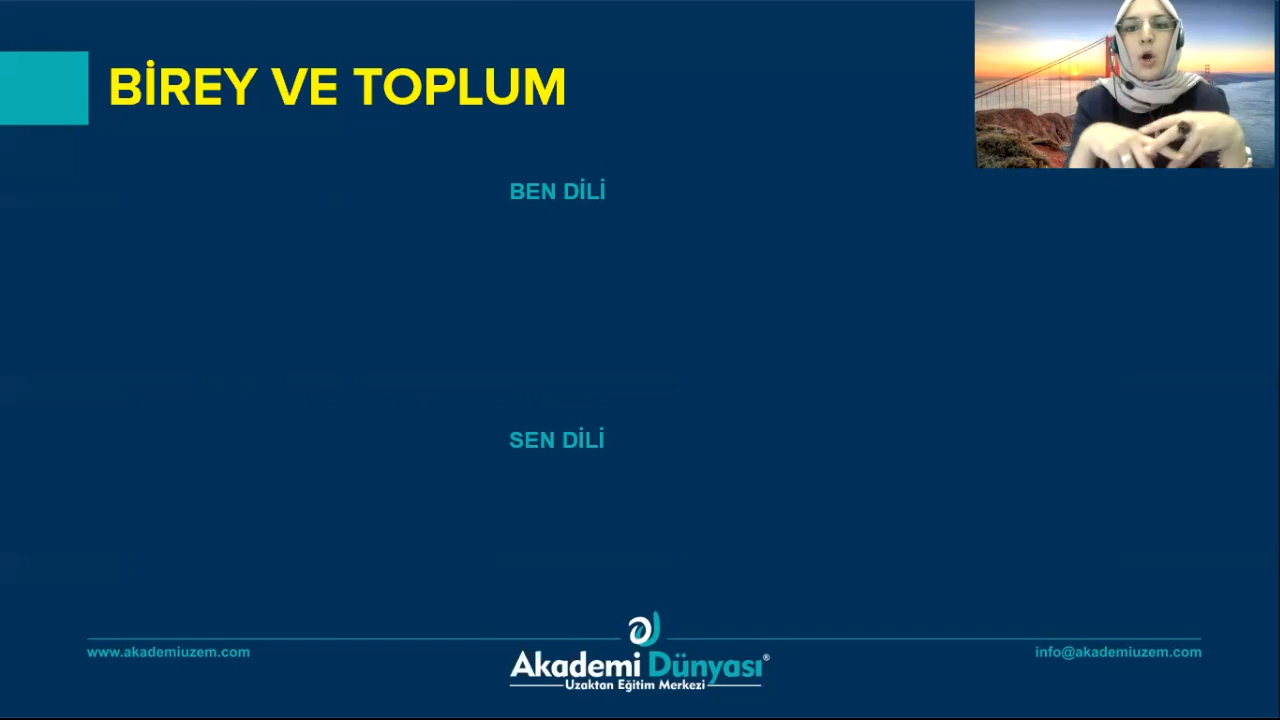 BİREY VE TOPLUM
BEN DİLİ
SEN DİLİ
www.akademiuzem.com
Akademi Dünyası®
Uzaktan Eğitim Merkezi
info@akademiuzem.com